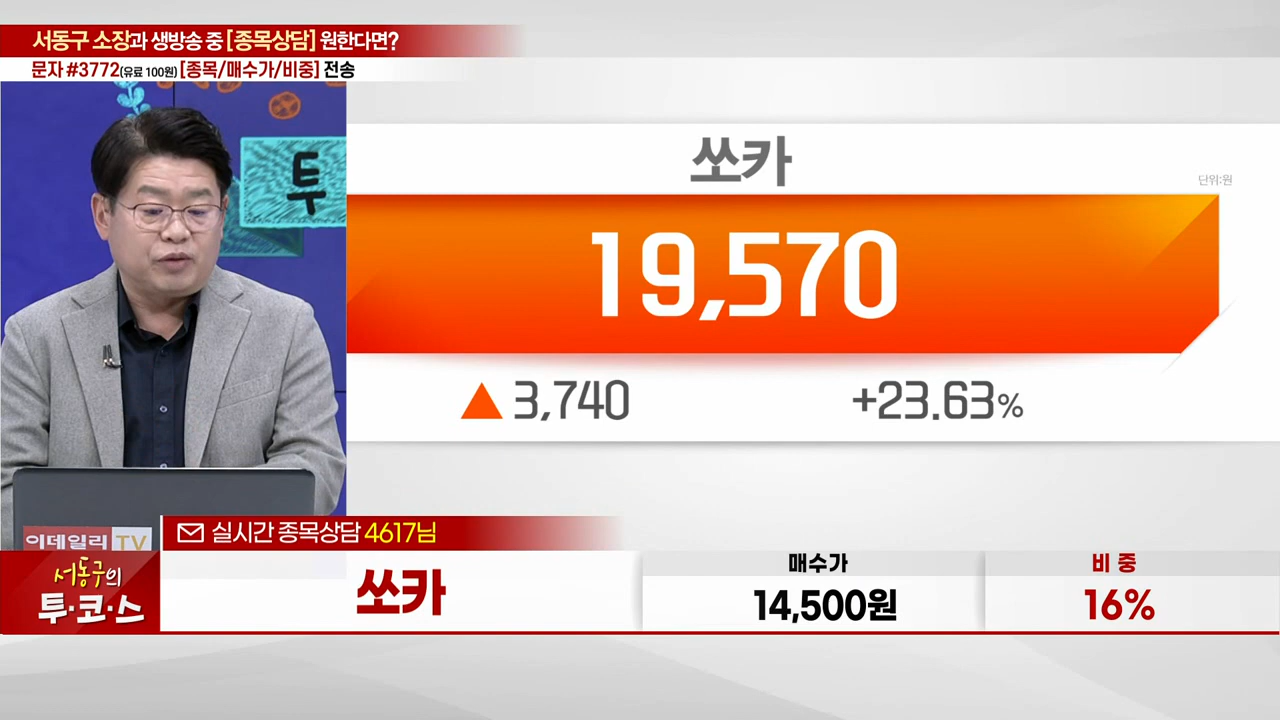 서동구 소장과 생방송 중 [종목상담] 원한다면?
문자 #3772(유료 100원) [종목/매수가/비중] 전송
투
쏘카
단위:원
19,570
▲ 3,740 +23.63%
이데일리 TV
실시간 종목상담 4617님
서동구의
투·코·스
쏘카
매수가
14,500원
비 중
16%